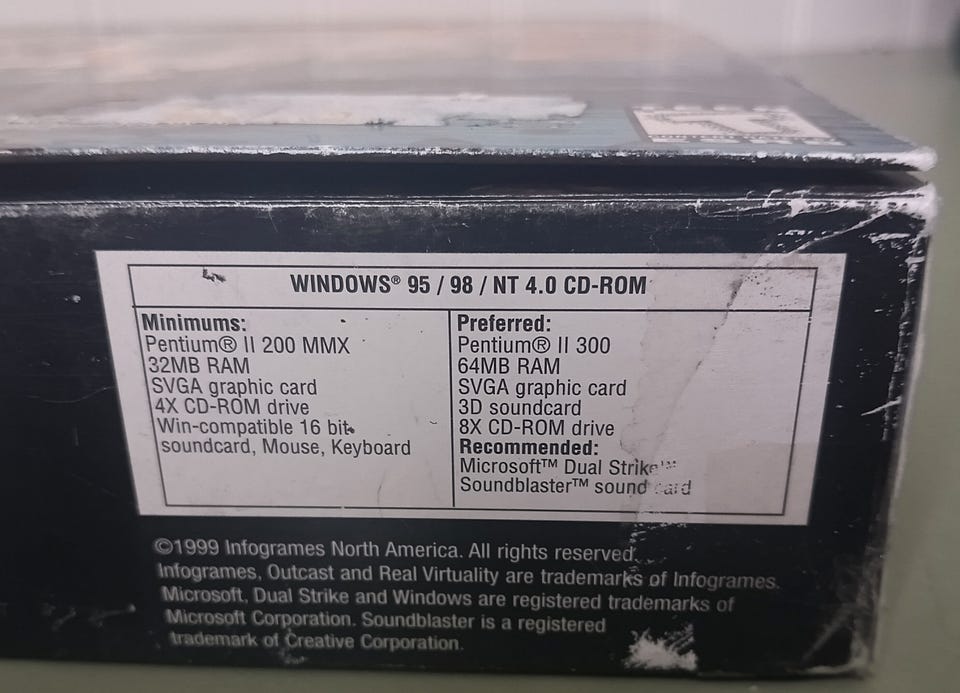 WINDOWS® 95 / 98 / NT 4.0 CD-ROM
Minimums:
Pentium® II 200 MMX
32MB RAM
SVGA graphic card
4X CD-ROM drive
Win-compatible 16 bit
soundcard, Mouse, Keyboard
Preferred:
Pentium® II 300
64MB RAM
SVGA graphic card
3D soundcard
8X CD-ROM drive
Recommended:
Microsoft™ Dual Strike™
Soundblaster™ sound card
©1999 Infogrames North America. All rights reserved.
Infogrames, Outcast and Real Virtuality are trademarks of Infogrames.
Microsoft, Dual Strike and Windows are registered trademarks of
Microsoft Corporation. Soundblaster is a registered
trademark of Creative Corporation.